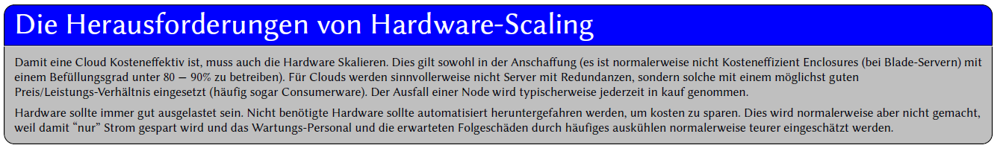 Die Herausforderungen von Hardware-Scaling
Damit eine Cloud Kosteneffektiv ist, muss auch die Hardware Skalieren. Dies gilt sowohl in der Anschaffung (es ist normalerweise nicht Kosteneffizient Enclosures (bei Blade-Servern) mit
einem Befüllungsgrad unter 80 − 90% zu betreiben). Für Clouds werden sinnvollerweise nicht Server mit Redundanzen, sondern solche mit einem möglichst guten
Preis/Leistungs-Verhältnis eingesetzt (häufig sogar Consumerware). Der Ausfall einer Node wird typischerweise jederzeit in kauf genommen.
Hardware sollte immer gut ausgelastet sein. Nicht benötigte Hardware sollte automatisiert heruntergefahren werden, um kosten zu sparen. Dies wird normalerweise aber nicht gemacht,
weil damit “nur” Strom gespart wird und das Wartungs-Personal und die erwarteten Folgeschäden durch häufiges auskühlen normalerweise teurer eingeschätzt werden.